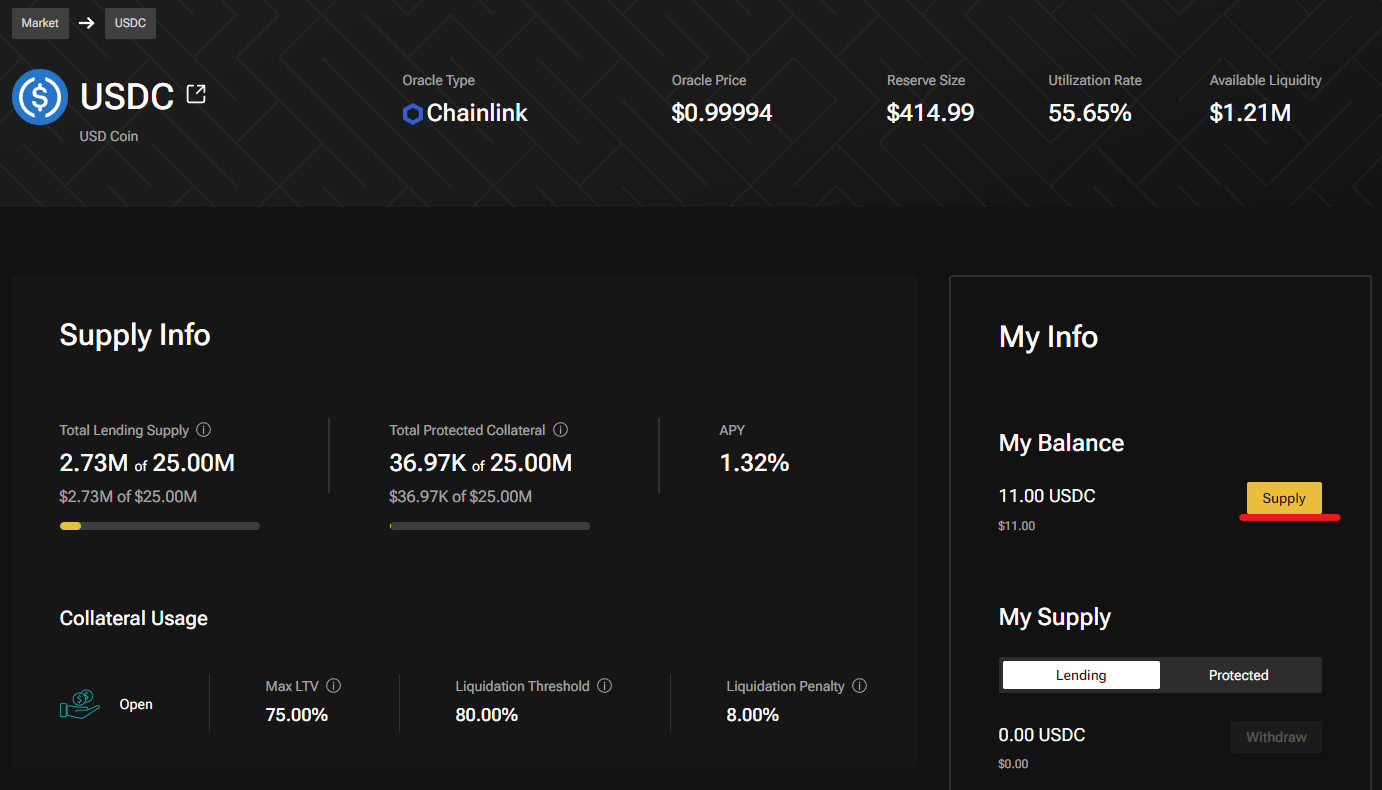 Market
USDC
USDC
USD Coin
Oracle Type
Chainlink
Oracle Price
$0.99994
Reserve Size
$414.99
Utilization Rate
55.65%
Available Liquidity
$1.21M
Supply Info
Total Lending Supply
2.73M of 25.00M
$2.73M of $25.00M
Total Protected Collateral
36.97K of 25.00M
$36.97K of $25.00M
APY
1.32%
Collateral Usage
Open
Max LTV
75.00%
Liquidation Threshold
80.00%
Liquidation Penalty
8.00%
My Info
My Balance
11.00 USDC
$11.00
Supply
My Supply
Lending
Protected
0.00 USDC
$0.00
Withdraw